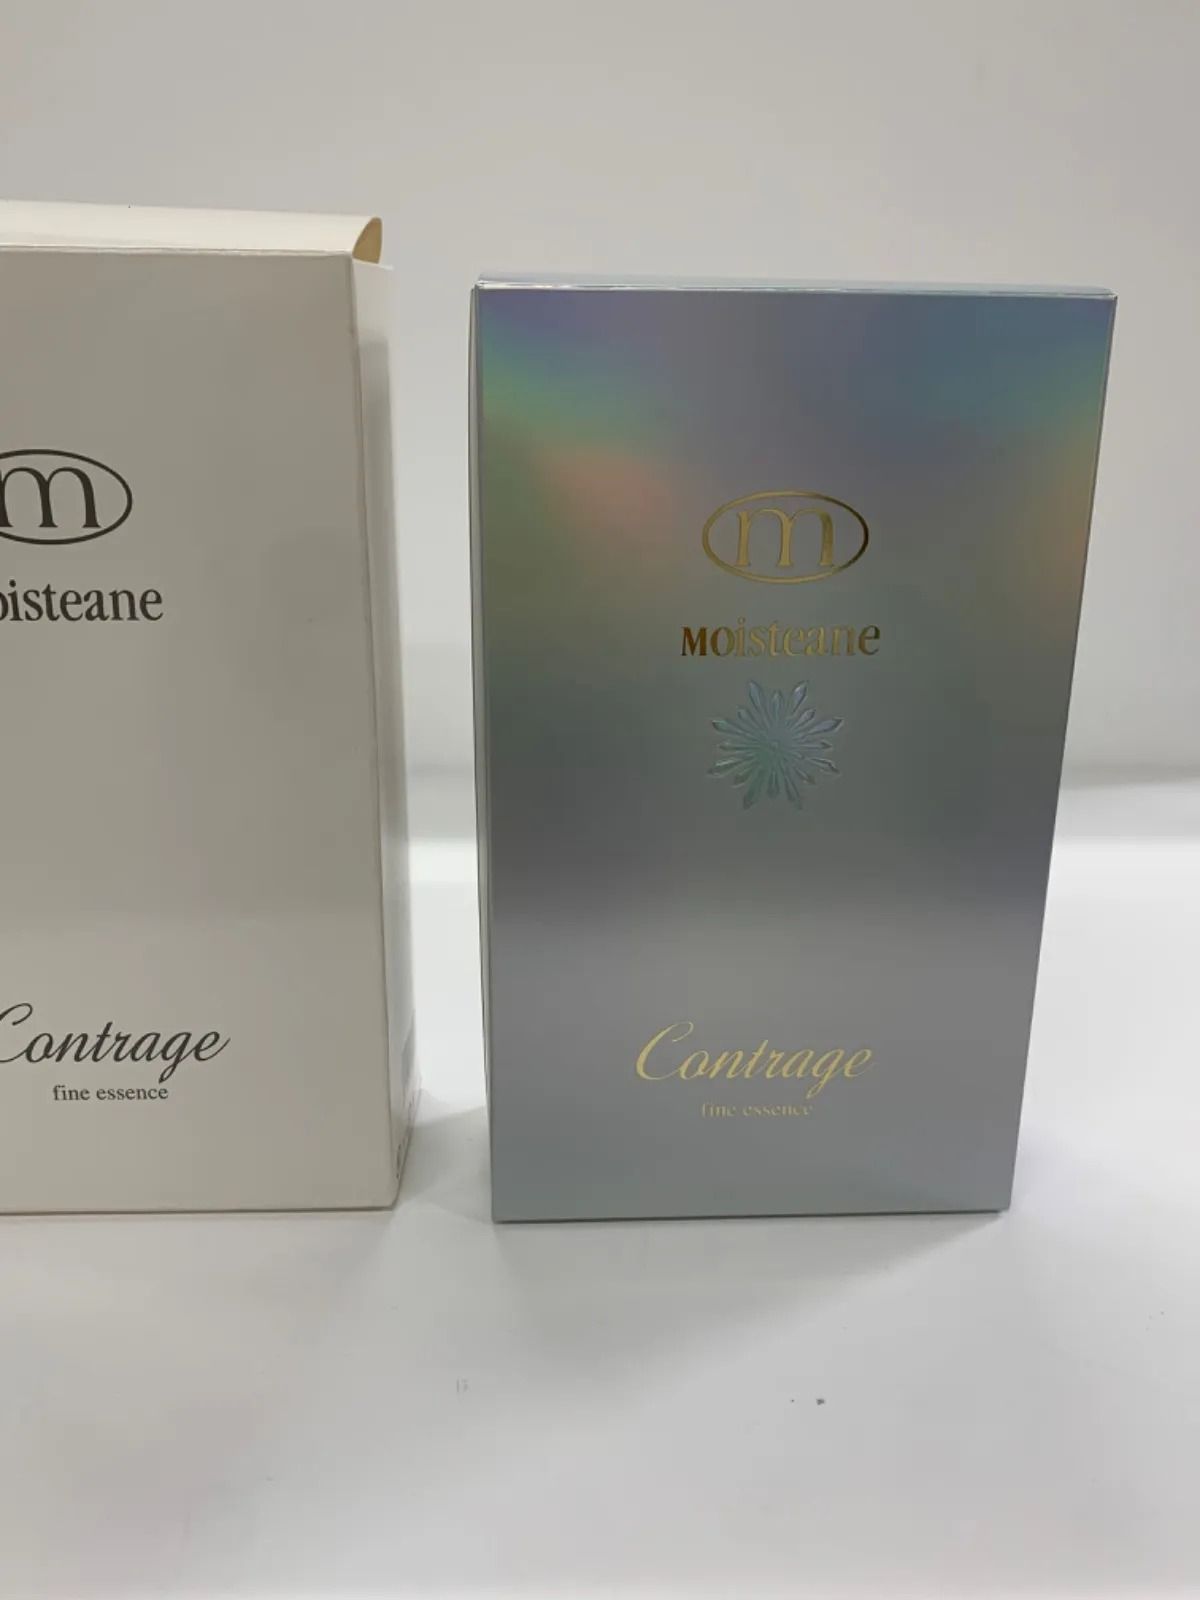 m
oisteane
Contrage
fine essence
m
Moisteane
Contrage
fine essence